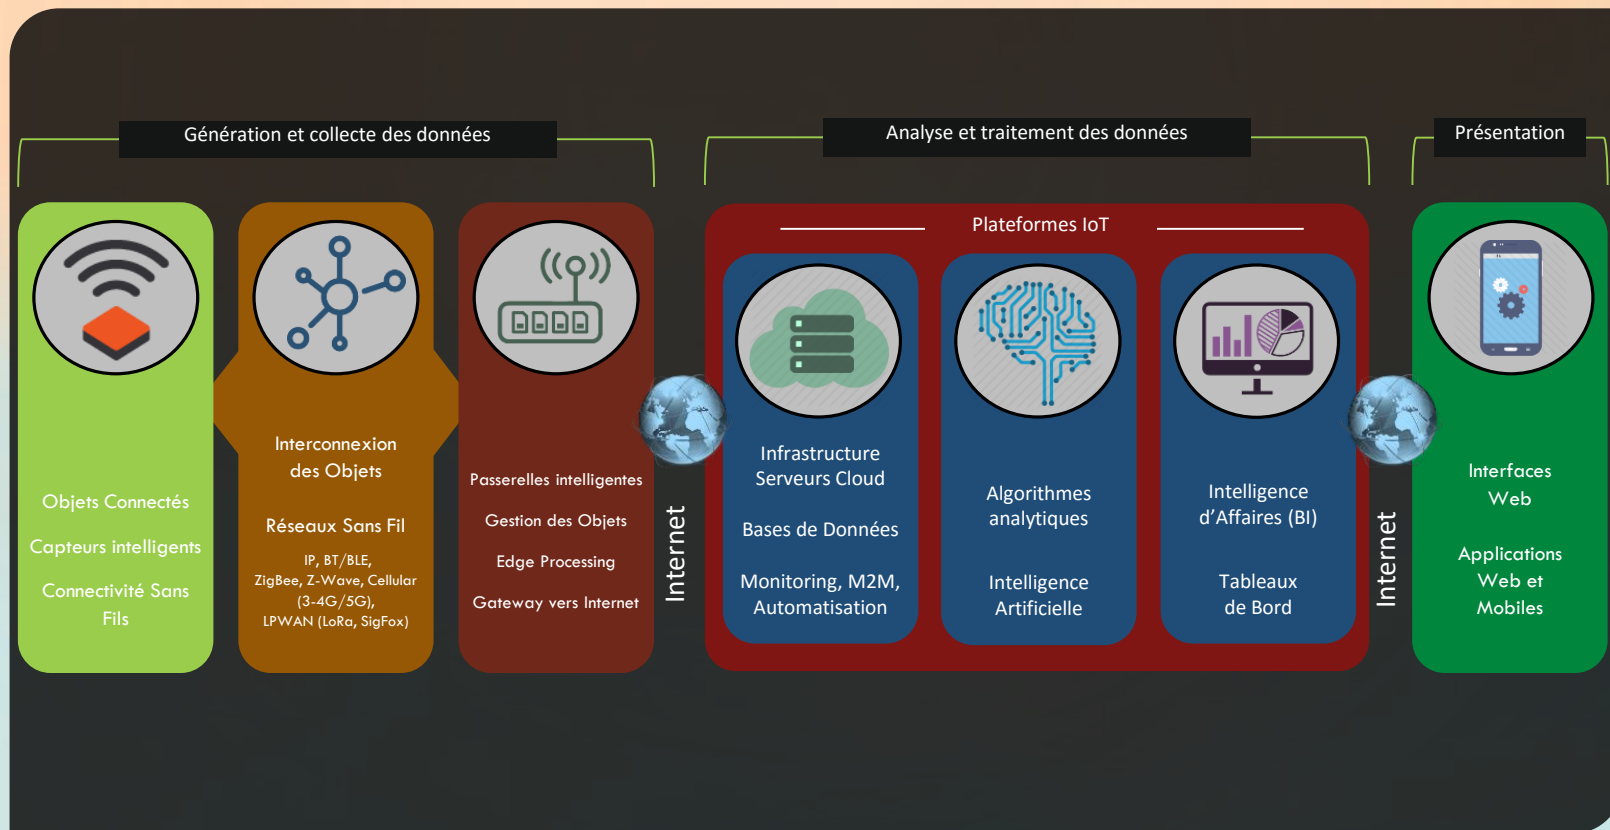 Génération et collecte des données
Analyse et traitement des données
Présentation
Objets Connectés
Capteurs intelligents
Connectivité Sans
Fils
Interconnexion
des Objets
Réseaux Sans Fil
IP, BT/BLE,
ZigBee, Z-Wave, Cellular
(3-4G/5G),
LPWAN (LoRa, SigFox)
Passerelles intelligentes
Gestion des Objets
Edge Processing
Gateway vers Internet
Internet
Plateformes IoT
Infrastructure
Serveurs Cloud
Bases de Données
Monitoring, M2M,
Automatisation
Algorithmes
analytiques
Intelligence
Artificielle
Intelligence
d’Affaires (BI)
Tableaux
de Bord
Internet
Interfaces
Web
Applications
Web et
Mobiles